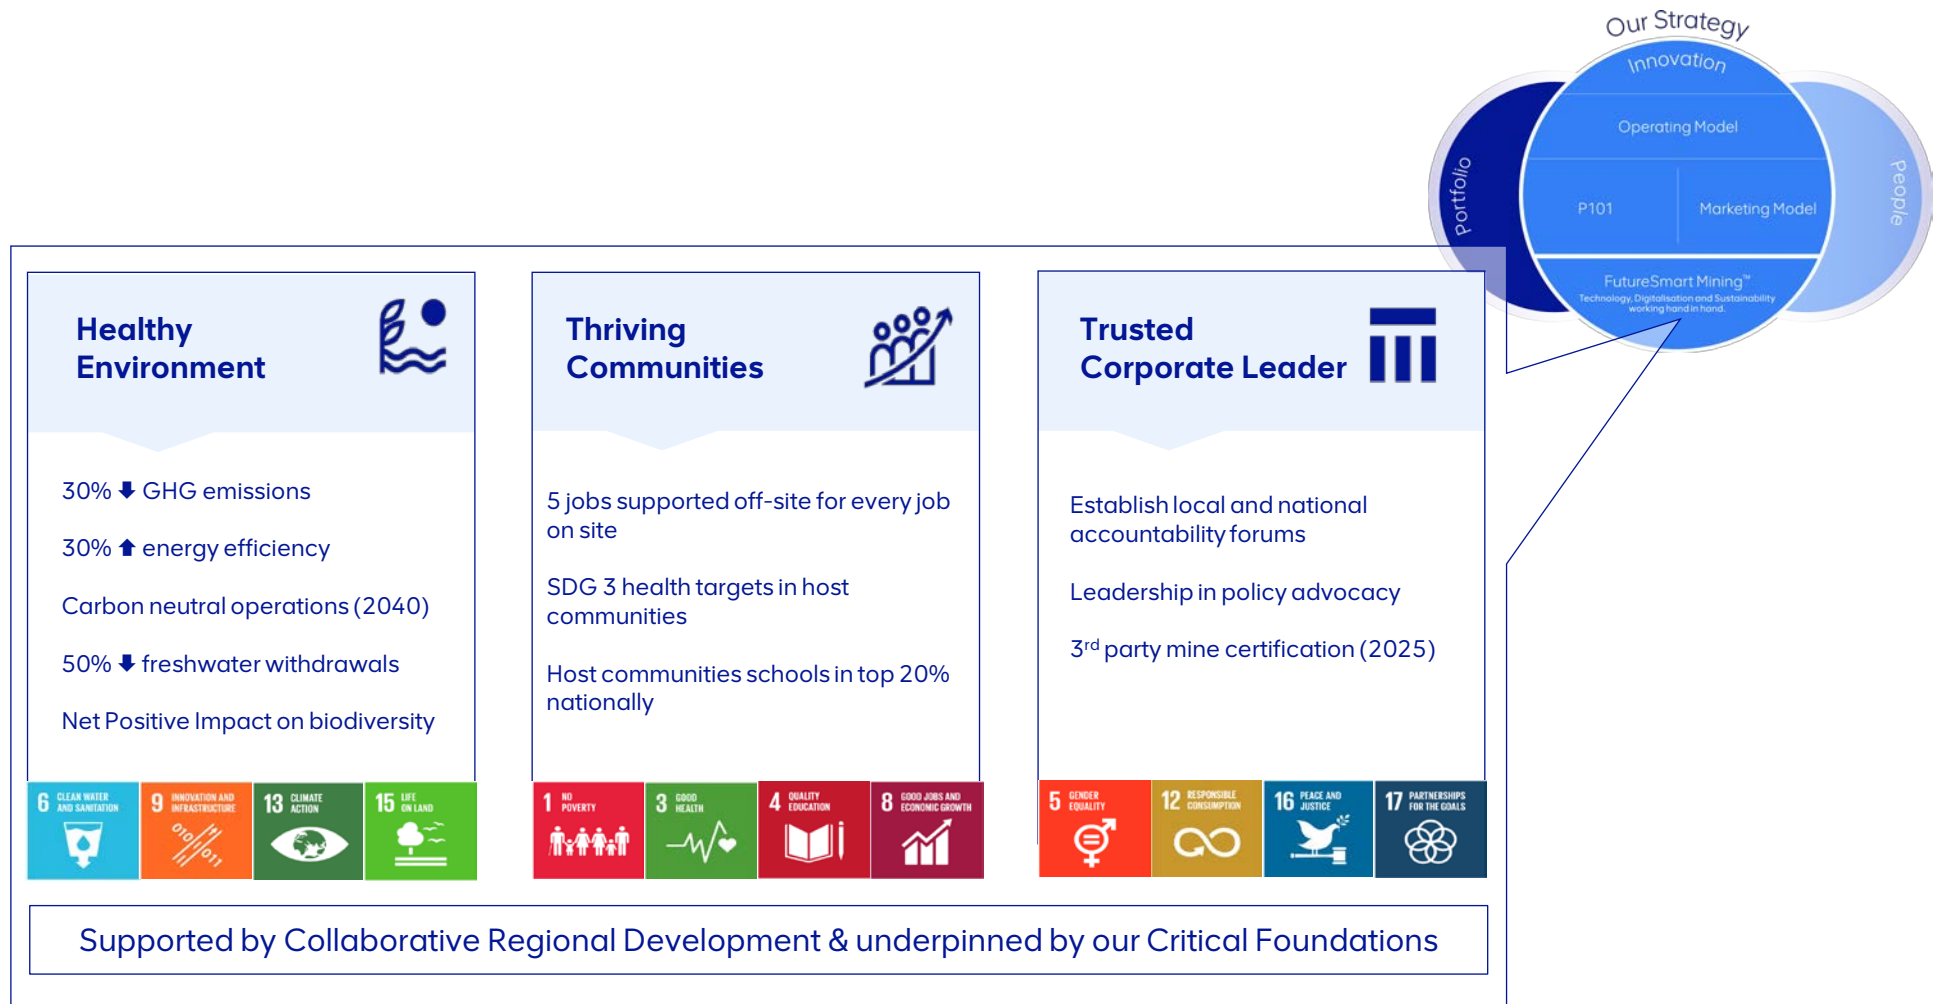 Our Strategy
Innovation
Operating Model
Portfolio
P101
Marketing Model
People
FutureSmart Mining™
Technology, Digitalisation and Sustainability
working hand in hand.
Healthy
Environment
30% ⬇ GHG emissions
30% ⬆ energy efficiency
Carbon neutral operations (2040)
50% ⬇ freshwater withdrawals
Net Positive Impact on biodiversity
6 CLEAN WATER
AND SANITATION
9 INNOVATION AND
INFRASTRUCTURE
13 CLIMATE
ACTION
15 LIFE
ON LAND
Thriving
Communities
5 jobs supported off-site for every job
on site
SDG 3 health targets in host
communities
Host communities schools in top 20%
nationally
1 NO
POVERTY
3 GOOD
HEALTH
4 QUALITY
EDUCATION
8 GOOD JOBS AND
ECONOMIC GROWTH
Trusted
Corporate Leader
Establish local and national
accountability forums
Leadership in policy advocacy
3rd party mine certification (2025)
5 GENDER
EQUALITY
12 RESPONSIBLE
CONSUMPTION
16 PEACE AND
JUSTICE
17 PARTNERSHIPS
FOR THE GOALS
Supported by Collaborative Regional Development & underpinned by our Critical Foundations